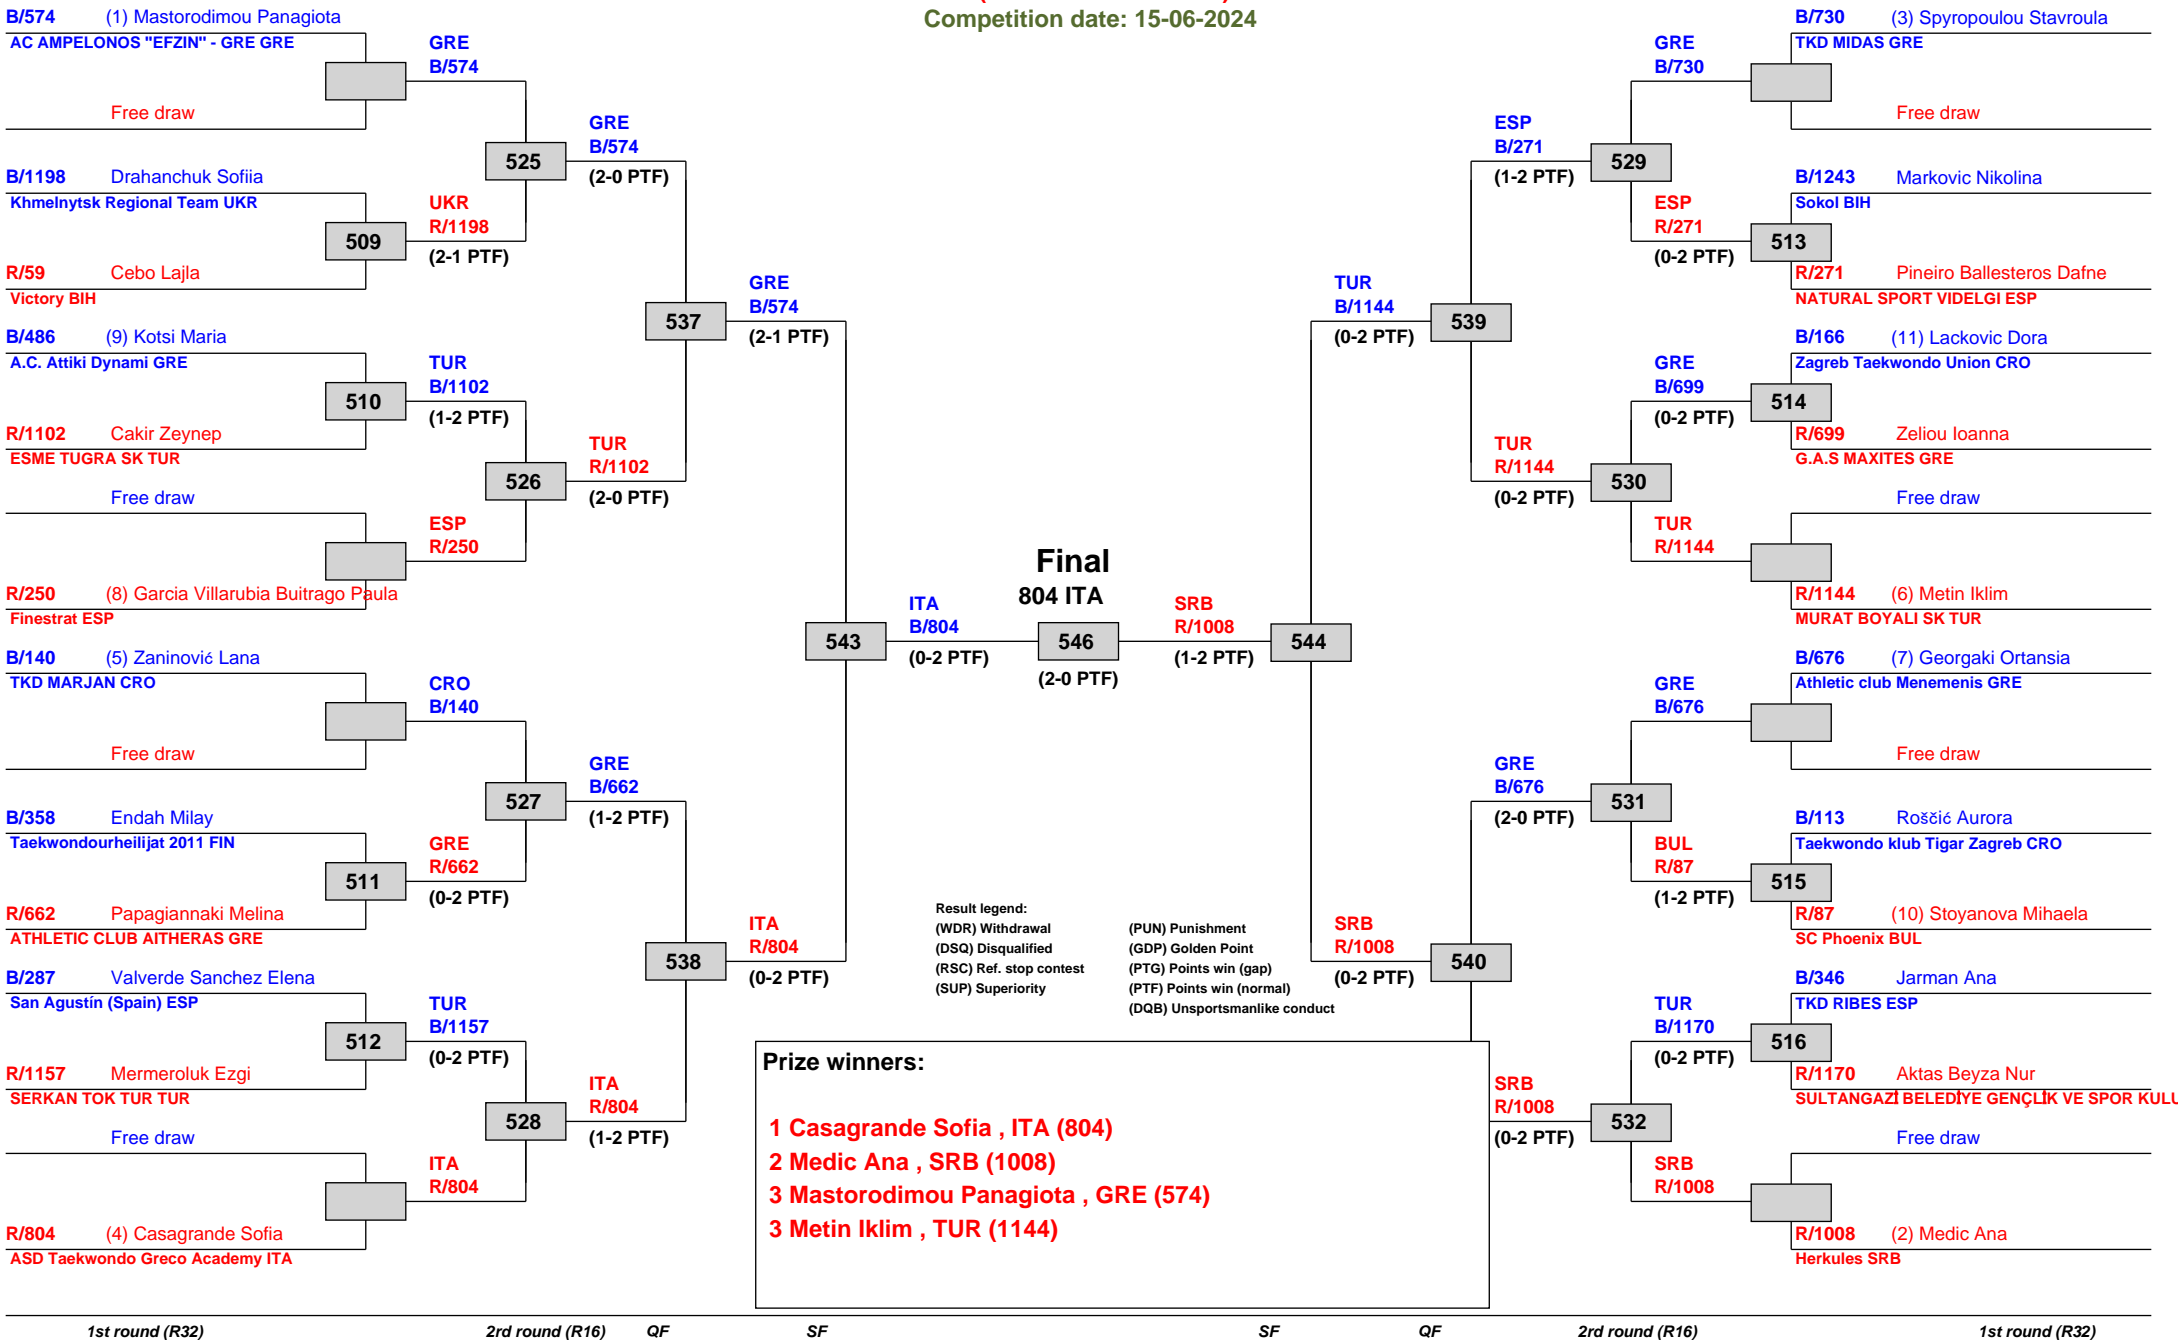 Competition date: 15-06-2024
B/574 (1) Mastorodimou Panagiota
AC AMPELONOS "EFZIN" - GRE GRE
Free draw
B/1198 Drahanchuk Sofiia
Khmelnytsk Regional Team UKR
509
R/59 Cebo Lajla
Victory BIH
B/486 (9) Kotsi Maria
A.C. Attiki Dynami GRE
510
R/1102 Cakir Zeynep
ESME TUGRA SK TUR
Free draw
R/250 (8) Garcia Villarubia Buitrago Paula
Finestrat ESP
B/140 (5) Zaninović Lana
TKD MARJAN CRO
Free draw
B/358 Endah Milay
Taekwondourheilijat 2011 FIN
511
R/662 Papagiannaki Melina
ATHLETIC CLUB AITHERAS GRE
B/287 Valverde Sanchez Elena
San Agustín (Spain) ESP
512
R/1157 Mermeroluk Ezgi
SERKAN TOK TUR TUR
Free draw
R/804 (4) Casagrande Sofia
ASD Taekwondo Greco Academy ITA
GRE
B/574
525
UKR
R/1198
(2-1 PTF)
TUR
B/1102
(1-2 PTF)
526
ESP
R/250
CRO
B/140
527
GRE
R/662
(0-2 PTF)
TUR
B/1157
(0-2 PTF)
528
ITA
R/804
GRE
B/574
(2-0 PTF)
537
TUR
R/1102
(2-0 PTF)
GRE
B/662
(1-2 PTF)
538
ITA
R/804
(1-2 PTF)
GRE
B/574
(2-1 PTF)
543
ITA
R/804
(0-2 PTF)
ITA
B/804
(0-2 PTF)
Final
804 ITA
546
(2-0 PTF)
SRB
R/1008
(1-2 PTF)
544
TUR
B/1144
(0-2 PTF)
539
SRB
R/1008
(0-2 PTF)
540
ESP
B/271
(1-2 PTF)
529
TUR
R/1144
(0-2 PTF)
530
GRE
B/676
(2-0 PTF)
531
SRB
R/1008
(0-2 PTF)
532
GRE
B/730
ESP
R/271
(0-2 PTF)
GRE
B/699
(0-2 PTF)
TUR
R/1144
GRE
B/676
BUL
R/87
(1-2 PTF)
TUR
B/1170
(0-2 PTF)
SRB
R/1008
B/730 (3) Spyropoulou Stavroula
TKD MIDAS GRE
Free draw
B/1243 Markovic Nikolina
Sokol BIH
513
R/271 Pineiro Ballesteros Dafne
NATURAL SPORT VIDELGI ESP
B/166 (11) Lackovic Dora
Zagreb Taekwondo Union CRO
514
R/699 Zeliou Ioanna
G.A.S MAXITES GRE
Free draw
R/1144 (6) Metin Iklim
MURAT BOYALI SK TUR
B/676 (7) Georgaki Ortansia
Athletic club Menemenis GRE
Free draw
B/113 Roščić Aurora
Taekwondo klub Tigar Zagreb CRO
515
R/87 (10) Stoyanova Mihaela
SC Phoenix BUL
B/346 Jarman Ana
TKD RIBES ESP
516
R/1170 Aktas Beyza Nur
SULTANGAZİ BELEDİYE GENÇLİK VE SPOR
Free draw
R/1008 (2) Medic Ana
Herkules SRB
Result legend:
(WDR) Withdrawal (PUN) Punishment
(DSQ) Disqualified (GDP) Golden Point
(RSC) Ref. stop contest (PTG) Points win (gap)
(SUP) Superiority (PTF) Points win (normal)
(DQB) Unsportsmanlike conduct
Prize winners:
1 Casagrande Sofia , ITA (804)
2 Medic Ana , SRB (1008)
3 Mastorodimou Panagiota , GRE (574)
3 Metin Iklim , TUR (1144)
1st round (R32) 2rd round (R16) QF SF SF QF 2rd round (R16) 1st round (R32)